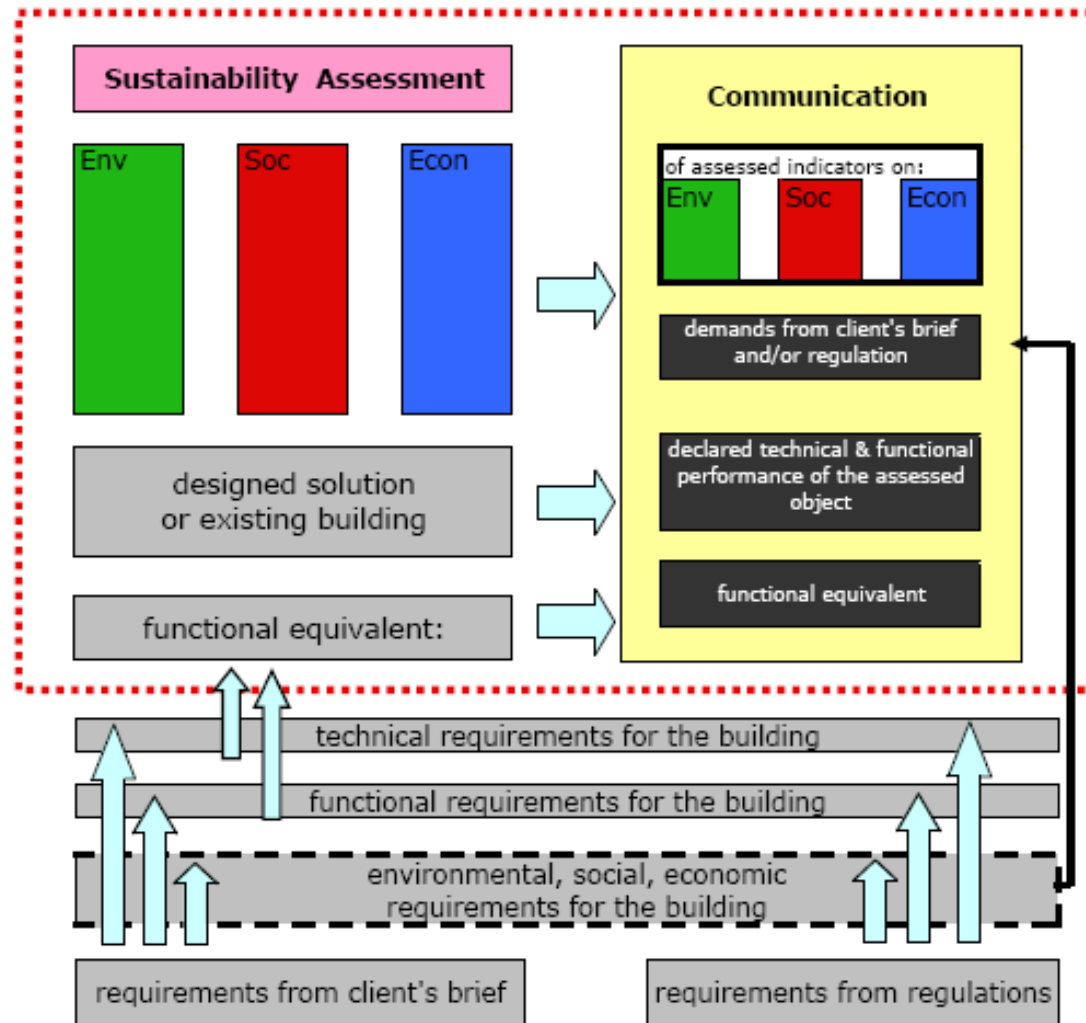 Sustainability Assessment
Env
Soc
Econ
designed solution
or existing building
functional equivalent:
Communication
of assessed indicators on:
Env
Soc
Econ
demands from client's brief
and/or regulation
declared technical & functional
performance of the assessed
object
functional equivalent
technical requirements for the building
functional requirements for the building
environmental, social, economic
requirements for the building
requirements from client's brief
requirements from regulations